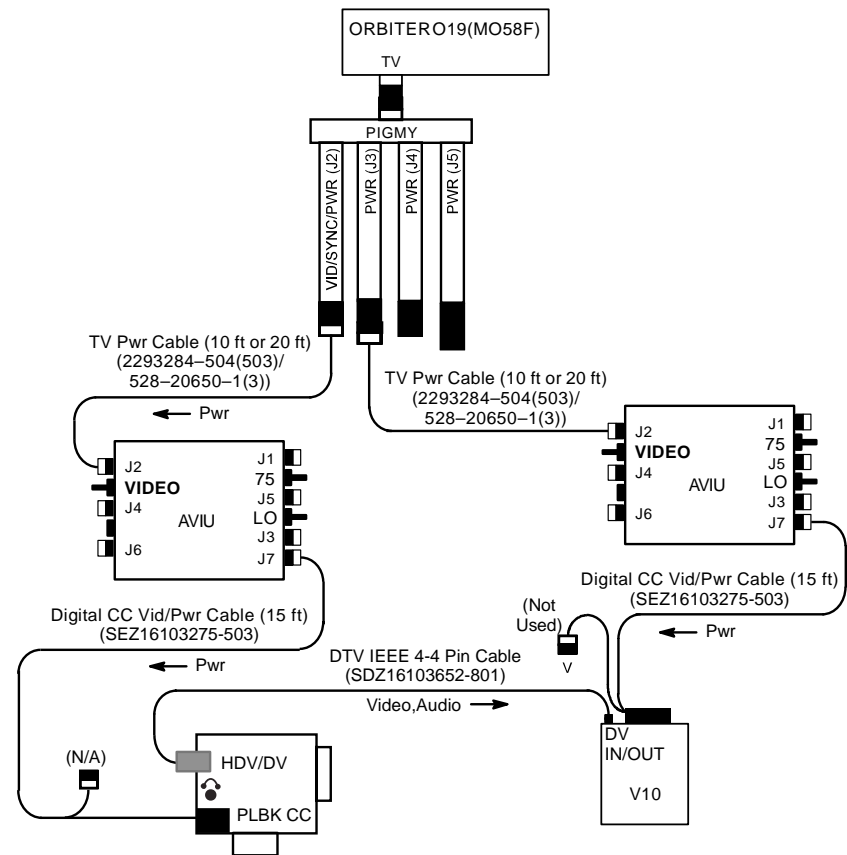 ORBITERO19(MO58F)
TV
PIGMY
VID/SYNC/PWR (J2)
PWR (J3)
PWR (J4)
PWR (J5)
TV Pwr Cable (10 ft or 20 ft)
(2293284–504(503)/
528–20650–1(3))
Pwr
TV Pwr Cable (10 ft or 20 ft)
(2293284–504(503)/
528–20650–1(3))
J2
VIDEO
J4
J6
AVIU
J1
75
J5
LO
J3
J7
J2
VIDEO
J4
J6
AVIU
J1
75
J5
LO
J3
J7
Digital CC Vid/Pwr Cable (15 ft)
(SEZ16103275-503)
Pwr
Digital CC Vid/Pwr Cable (15 ft)
(SEZ16103275-503)
Pwr
(Not
Used)
V
DTV IEEE 4-4 Pin Cable
(SDZ16103652-801)
Video,Audio
(N/A)
HDV/DV
PLBK CC
DV
IN/OUT
V10